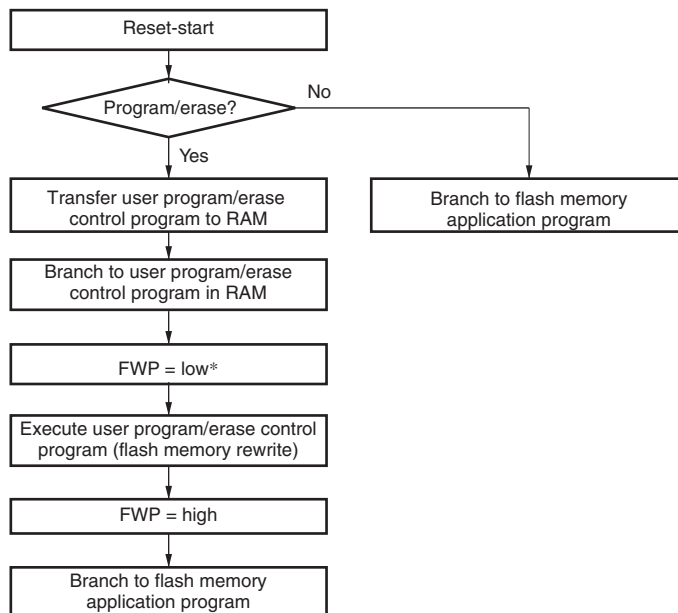 Reset-start
Program/erase?
No
Yes
Transfer user program/erase
control program to RAM
Branch to flash memory
application program
Branch to user program/erase
control program in RAM
FWP = low*
Execute user program/erase control
program (flash memory rewrite)
FWP = high
Branch to flash memory
application program